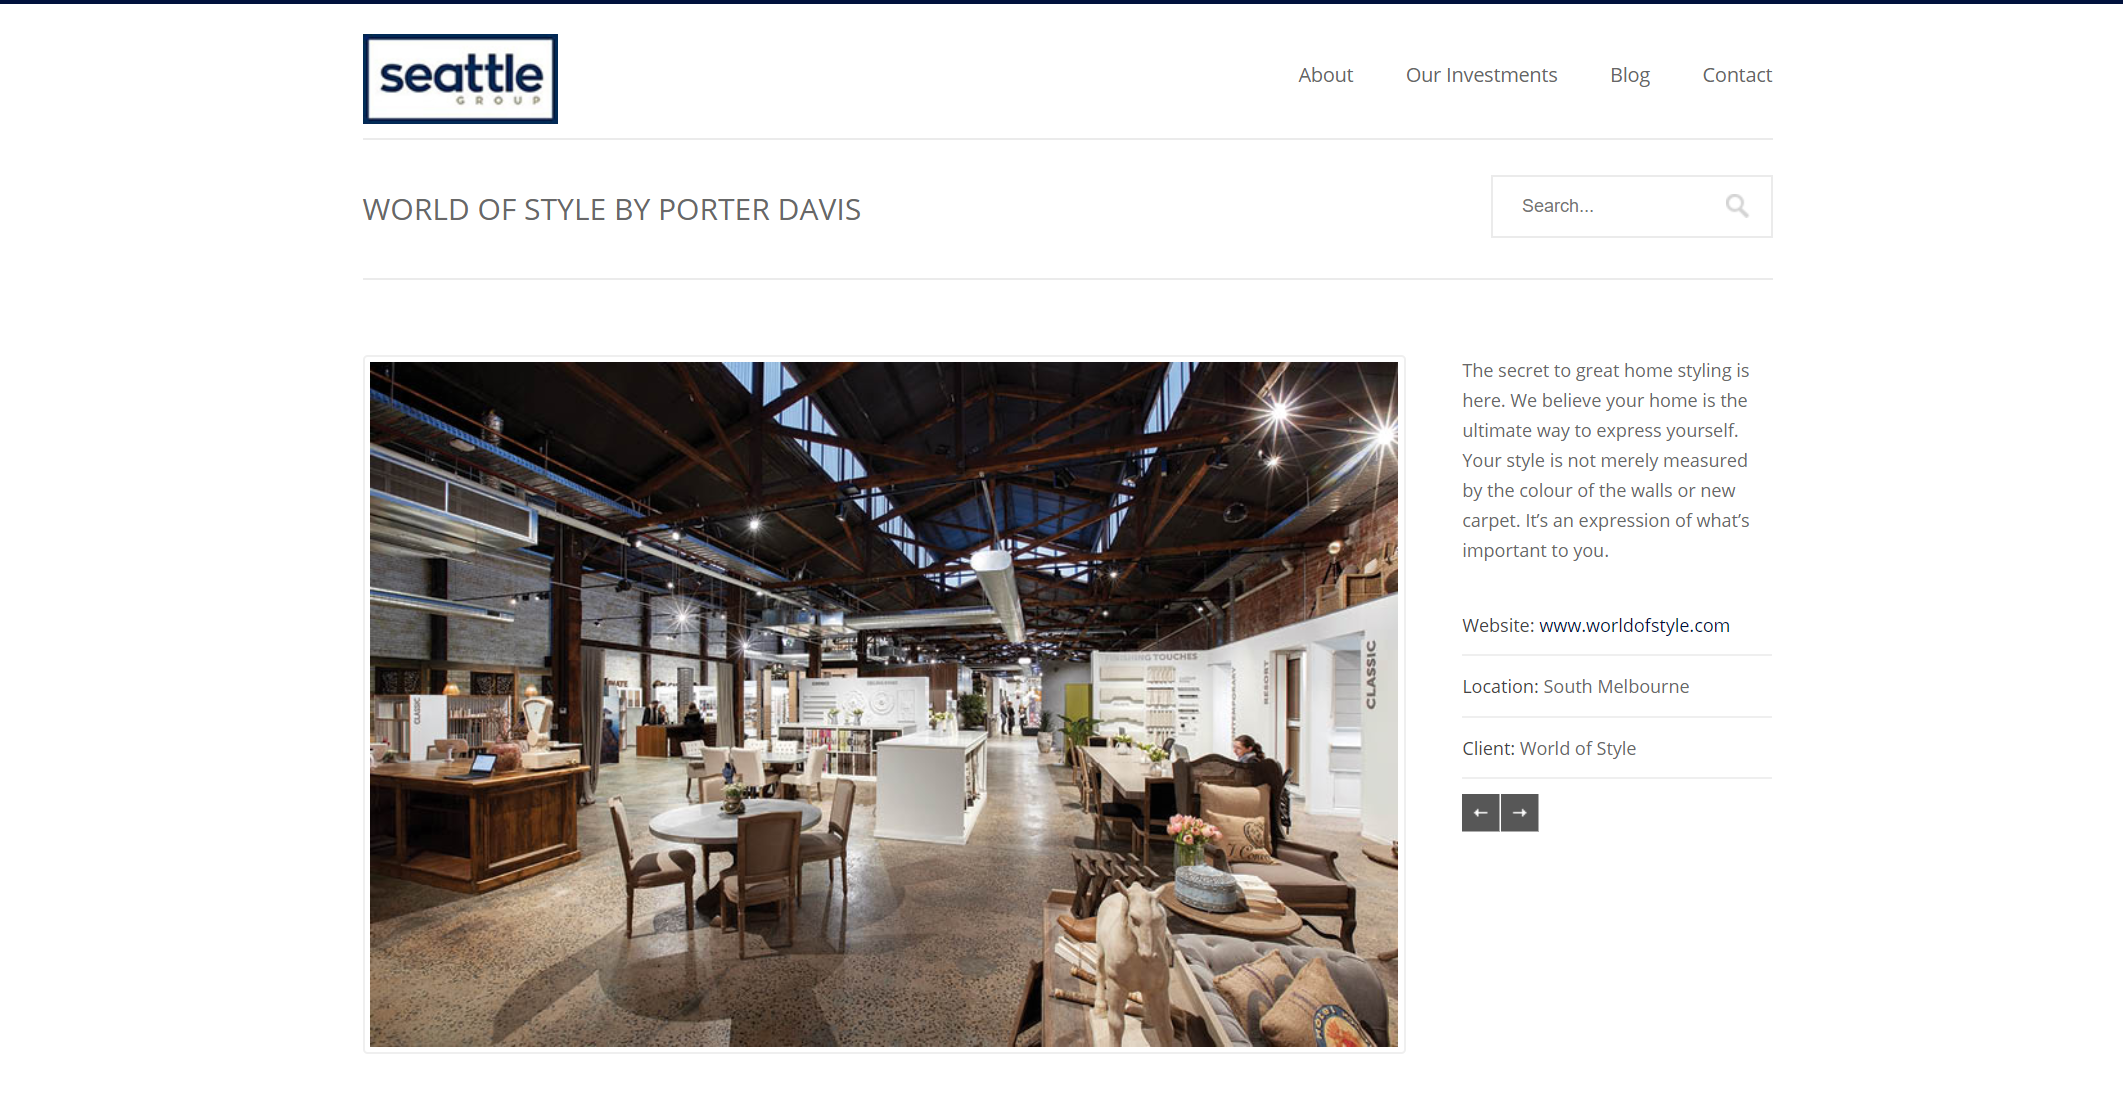 seattle
GROUP
About
Our Investments
Blog
Contact
WORLD OF STYLE BY PORTER DAVIS
Search...
The secret to great home styling is
here. We believe your home is the
ultimate way to express yourself.
Your style is not merely measured
by the colour of the walls or new
carpet. It’s an expression of what’s
important to you.
Website: www.worldofstyle.com
Location: South Melbourne
Client: World of Style
TOUCHES
RESORT
CLASSIC
CLASSIC